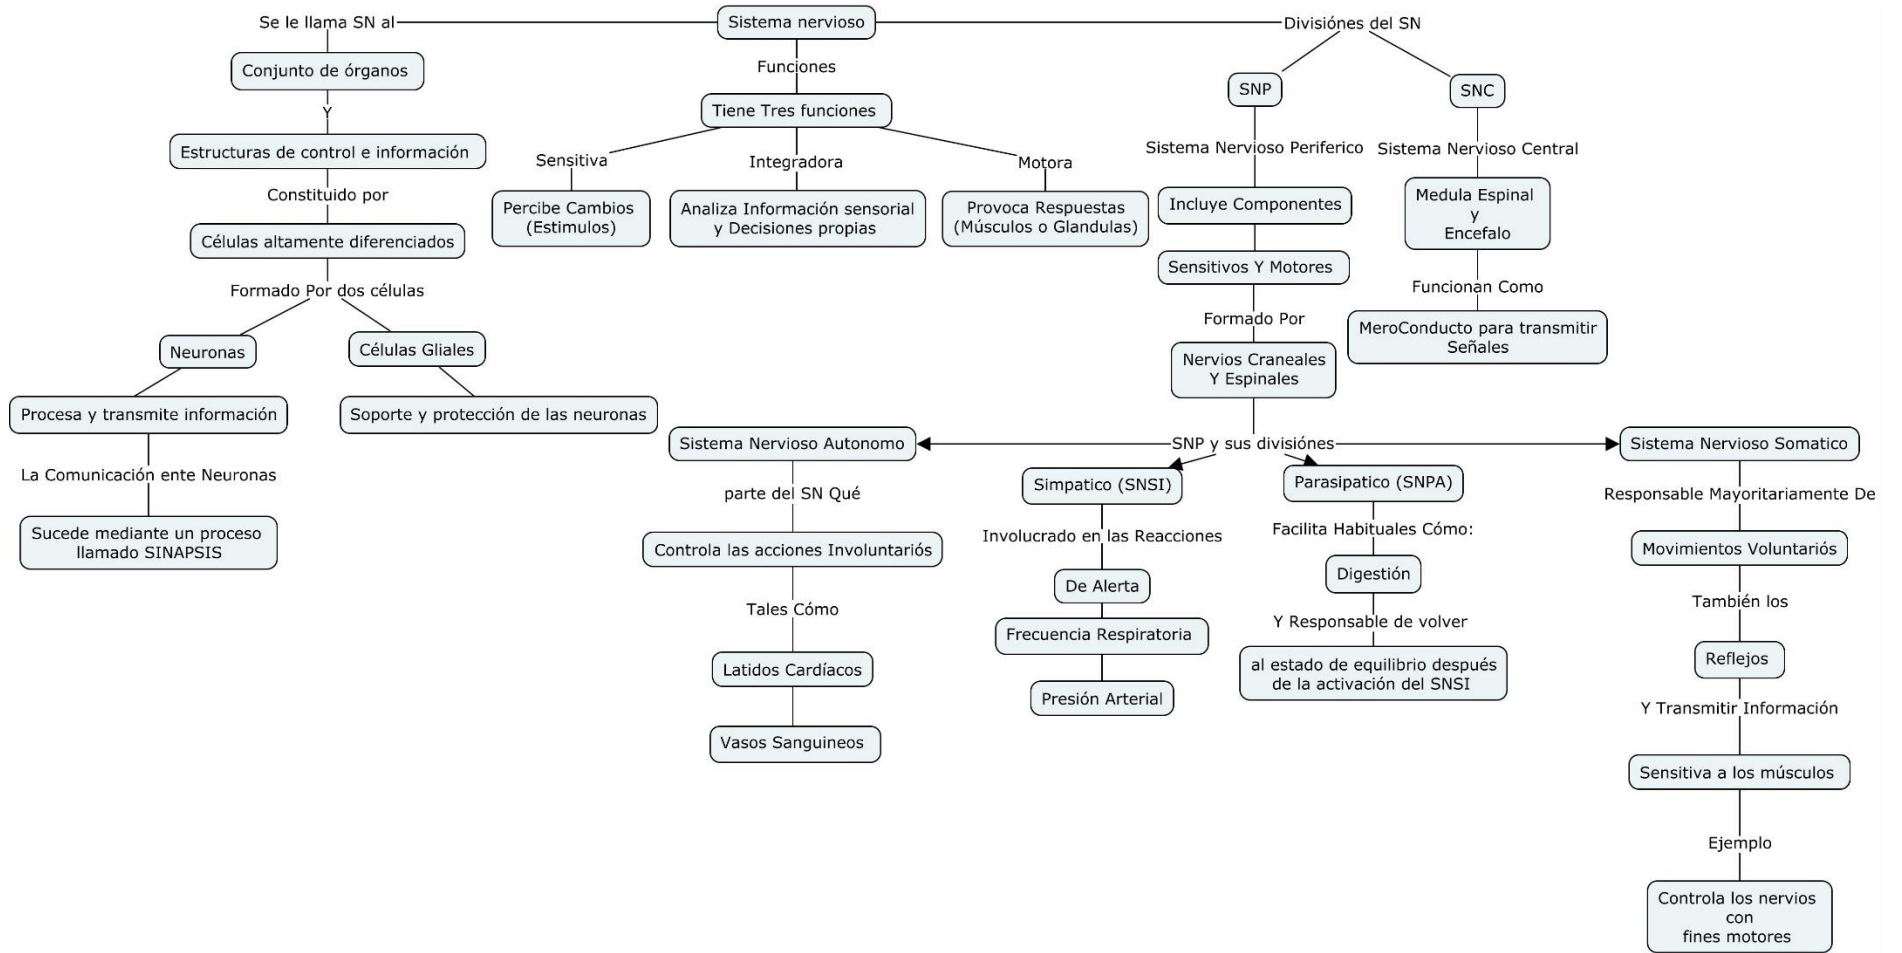 Sistema nervioso
Se le llama SN al
Conjunto de órganos
Y
Estructuras de control e información
Constituido por
Células altamente diferenciados
Formado Por dos células
Neuronas
Procesa y transmite información
La Comunicación ente Neuronas
Sucede mediante un proceso
llamado SINAPSIS
Células Gliales
Soporte y protección de las neuronas
Funciones
Tiene Tres funciones
Sensitiva
Percibe Cambios
(Estimulos)
Integradora
Analiza Información sensorial
y Decisiones propias
Motora
Provoca Respuestas
(Músculos o Glandulas)
Divisiónes del SN
SNP
Sistema Nervioso Periferico
Incluye Componentes
Sensitivos Y Motores
Formado Por
Nervios Craneales
Y Espinales
SNP y sus divisiónes
Sistema Nervioso Autonomo
parte del SN Qué
Controla las acciones Involuntariós
Tales Cómo
Latidos Cardíacos
Vasos Sanguineos
Simpatico (SNSI)
Involucrado en las Reacciones
De Alerta
Frecuencia Respiratoria
Presión Arterial
Parasipatico (SNPA)
Facilita Habituales Cómo:
Digestión
Y Responsable de volver
al estado de equilibrio después
de la activación del SNSI
Sistema Nervioso Somatico
Responsable Mayoritariamente De
Movimientos Voluntariós
También los
Reflejos
Y Transmitir Información
Sensitiva a los músculos
Ejemplo
Controla los nervios
con
fines motores
SNC
Sistema Nervioso Central
Medula Espinal
y
Encefalo
Funcionan Como
MeroConducto para transmitir
Señales